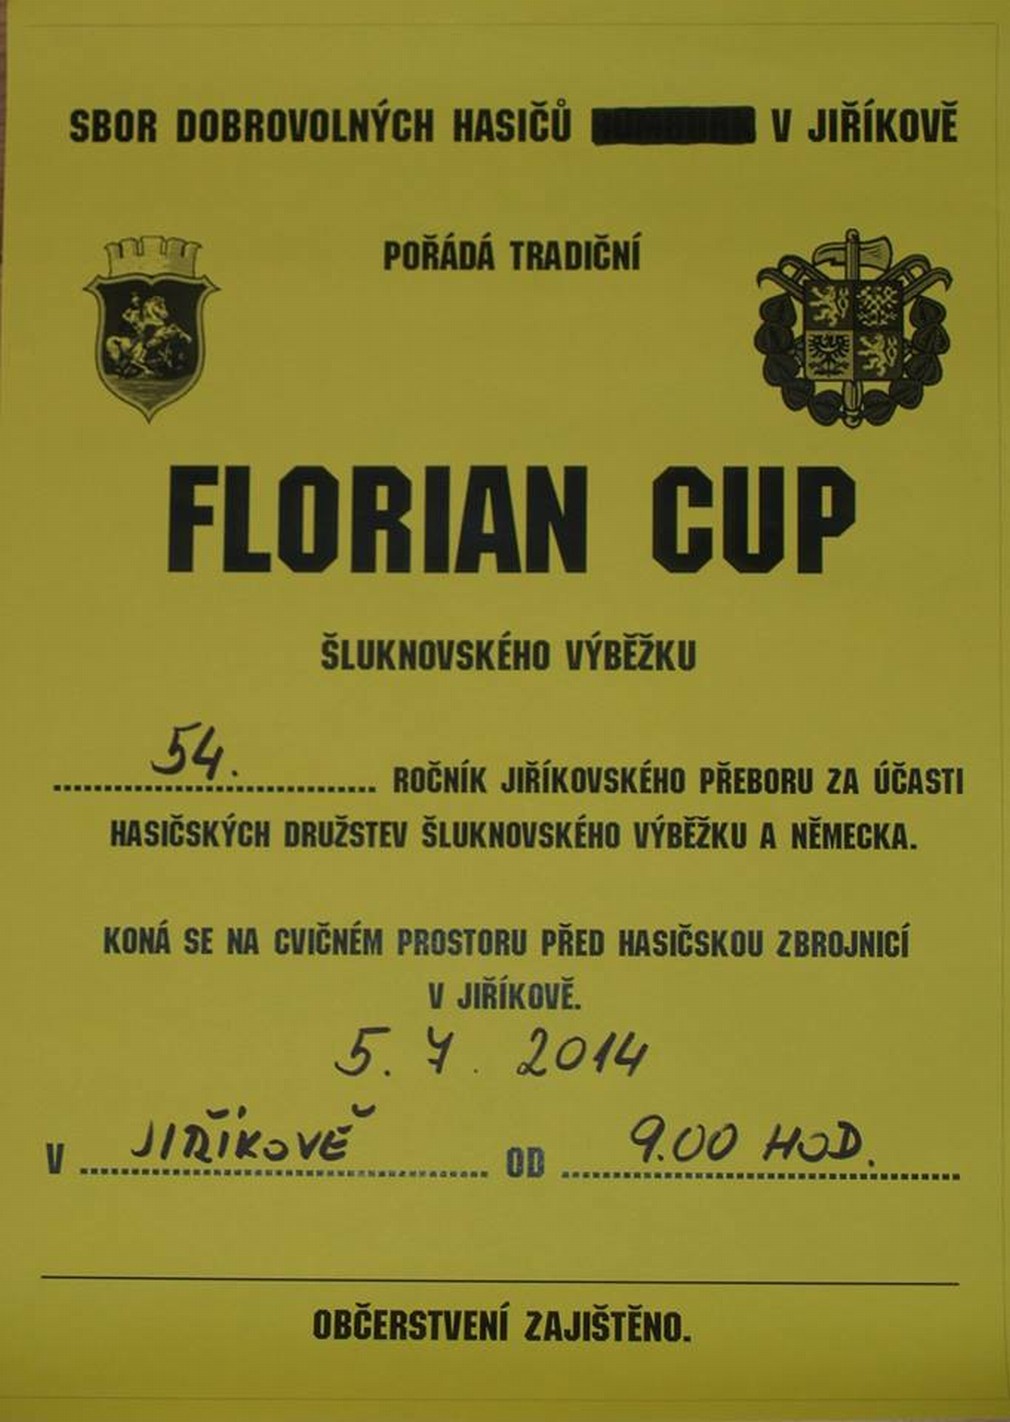 SBOR DOBROVOLNÝCH HASIČŮ V JIŘÍKOVĚ
POŘÁDÁ TRADIČNÍ
FLORIAN CUP
ŠLUKNOVSKÉHO VÝBĚŽKU
54. ROČNÍK JIŘÍKOVSKÉHO PŘEBORU ZA ÚČASTI
HASIČSKÝCH DRUŽSTEV ŠLUKNOVSKÉHO VÝBĚŽKU A NĚMECKA.
KONÁ SE NA CVIČNÉM PROSTORU PŘED HASIČSKOU ZBROJNICÍ
V JIŘÍKOVĚ.
5. 7. 2014
V JIŘÍKOVĚ OD 9.00 HOD.
OBČERSTVENÍ ZAJIŠTĚNO.